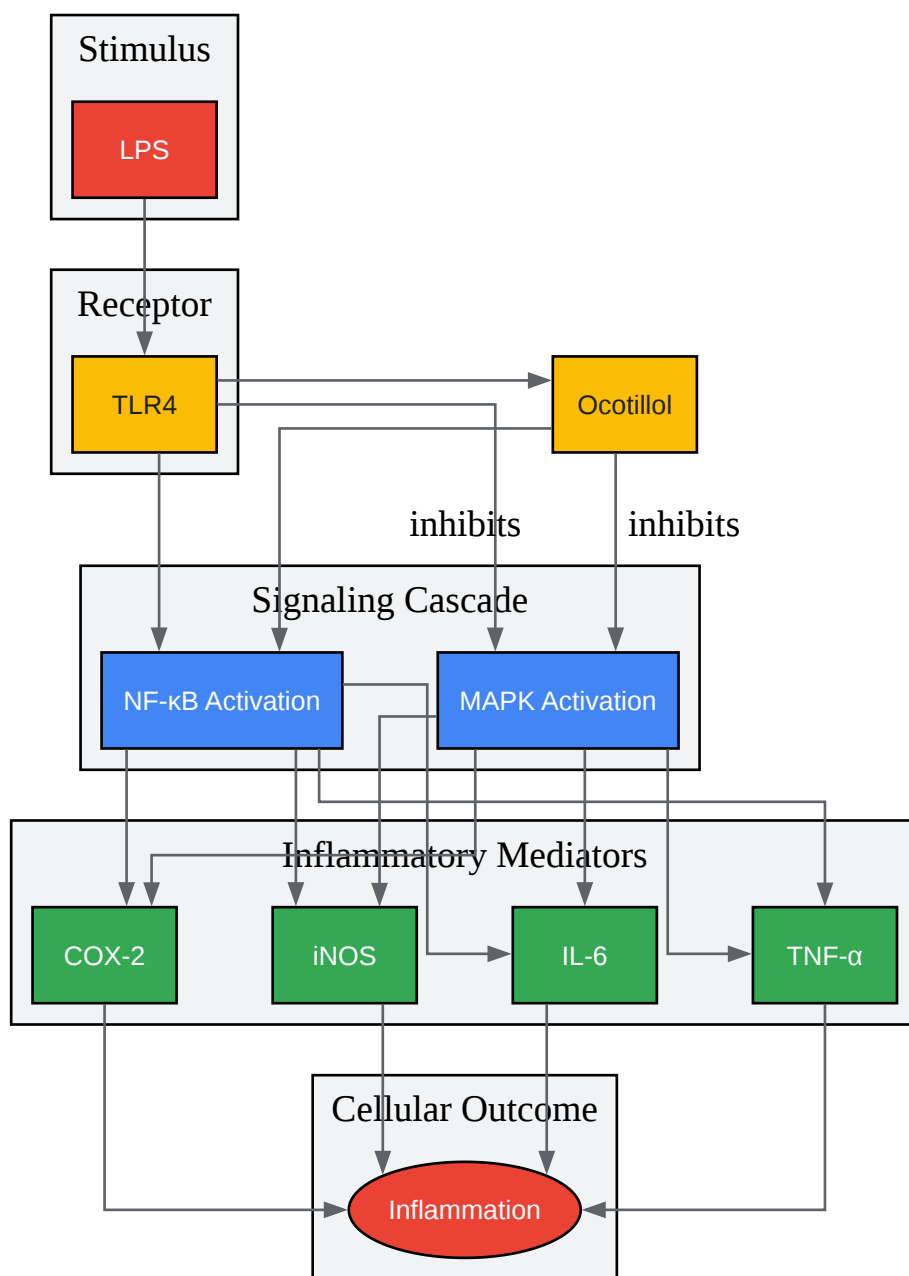 Stimulus
LPS
Receptor
TLR4
Ocotillol
inhibits
inhibits
Signaling Cascade
NF-κB Activation
MAPK Activation
Inflammatory Mediators
COX-2
iNOS
IL-6
TNF-α
Cellular Outcome
Inflammation